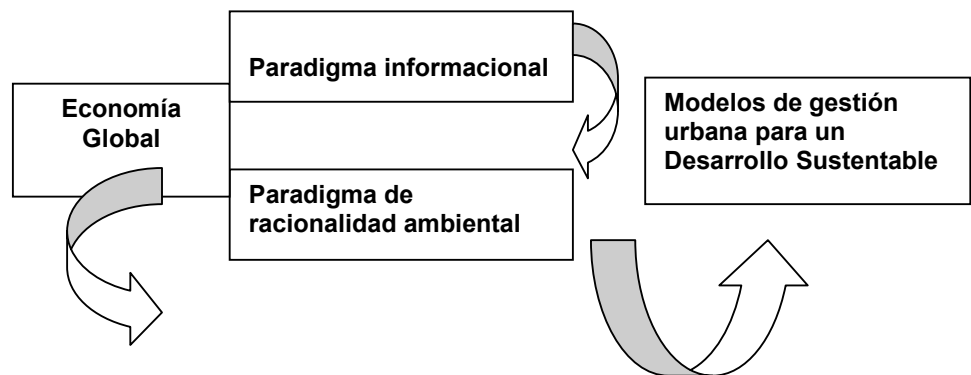 Paradigma informacional
Economía
Global
Modelos de gestión
urbana para un
Desarrollo Sustentable
Paradigma de
racionalidad ambiental